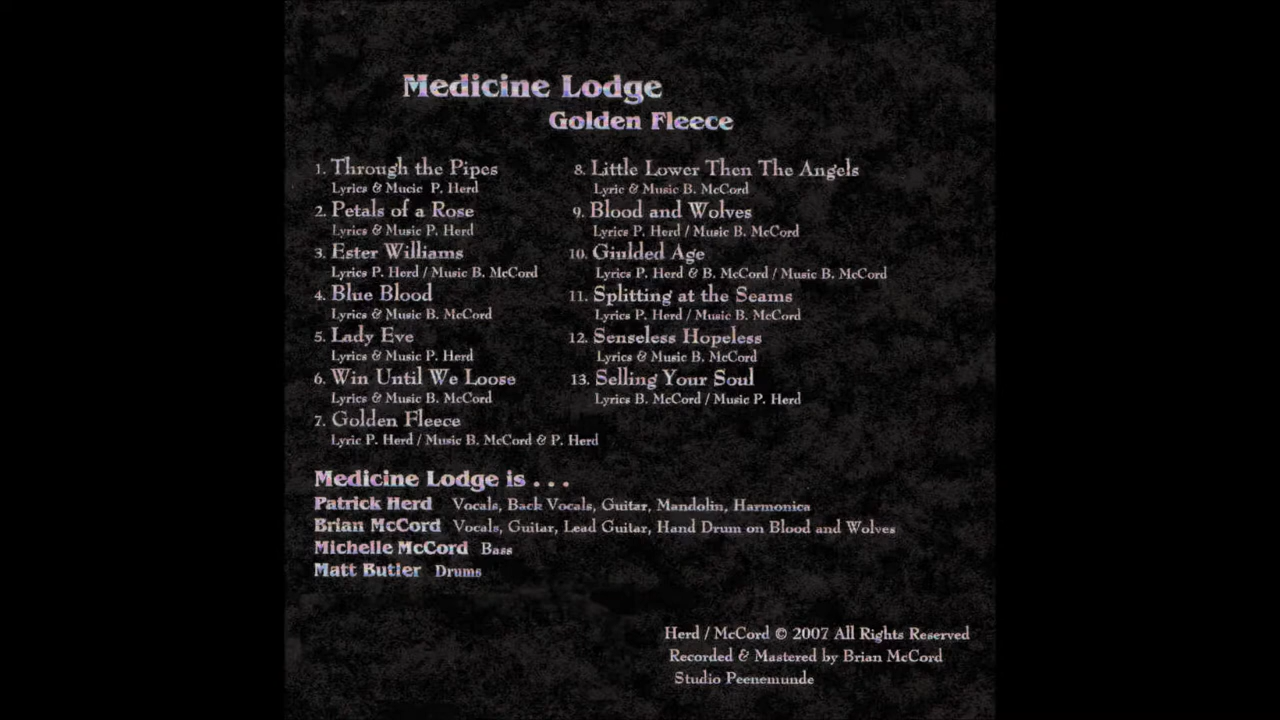 Medicine Lodge
Golden Fleece
1. Through the Pipes
Lyrics & Mucic P. Herd
2. Petals of a Rose
Lyrics & Music P. Herd
3. Ester Williams
Lyrics P. Herd / Music B. McCord
4. Blue Blood
Lyrics & Music B. McCord
5. Lady Eve
Lyrics & Music P. Herd
6. Win Until We Loose
Lyrics & Music B. McCord
7. Golden Fleece
Lyric P. Herd / Music B. McCord & P. Herd
8. Little Lower Then The Angels
Lyric & Music B. McCord
9. Blood and Wolves
Lyrics P. Herd / Music B. McCord
10. Giulded Age
Lyrics P. Herd & B. McCord / Music B. McCord
11. Splitting at the Seams
Lyrics P. Herd / Music B. McCord
12. Senseless Hopeless
Lyrics & Music B. McCord
13. Selling Your Soul
Lyrics B. McCord / Music P. Herd
Medicine Lodge is . . .
Patrick Herd Vocals, Back Vocals, Guitar, Mandolin, Harmonica
Brian McCord Vocals, Guitar, Lead Guitar, Hand Drum on Blood and Wolves
Michelle McCord Bass
Matt Butler Drums
Herd / McCord © 2007 All Rights Reserved
Recorded & Mastered by Brian McCord
Studio Peenemunde